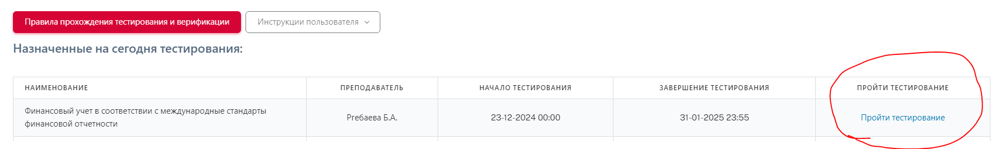 Правила прохождения тестирования и верификации
Инструкции пользователя
Назначенные на сегодня тестирования:
НАИМЕНОВАНИЕ ПРЕПОДАВАТЕЛЬ НАЧАЛО ТЕСТИРОВАНИЯ ЗАВЕРШЕНИЕ ТЕСТИРОВАНИЯ ПРОЙТИ ТЕСТИРОВАНИЕ
Финансовый учет в соответствии с международные стандарты
финансовой отчетности
Ргебаева Б.А. 23-12-2024 00:00 31-01-2025 23:55 Пройти тестирование